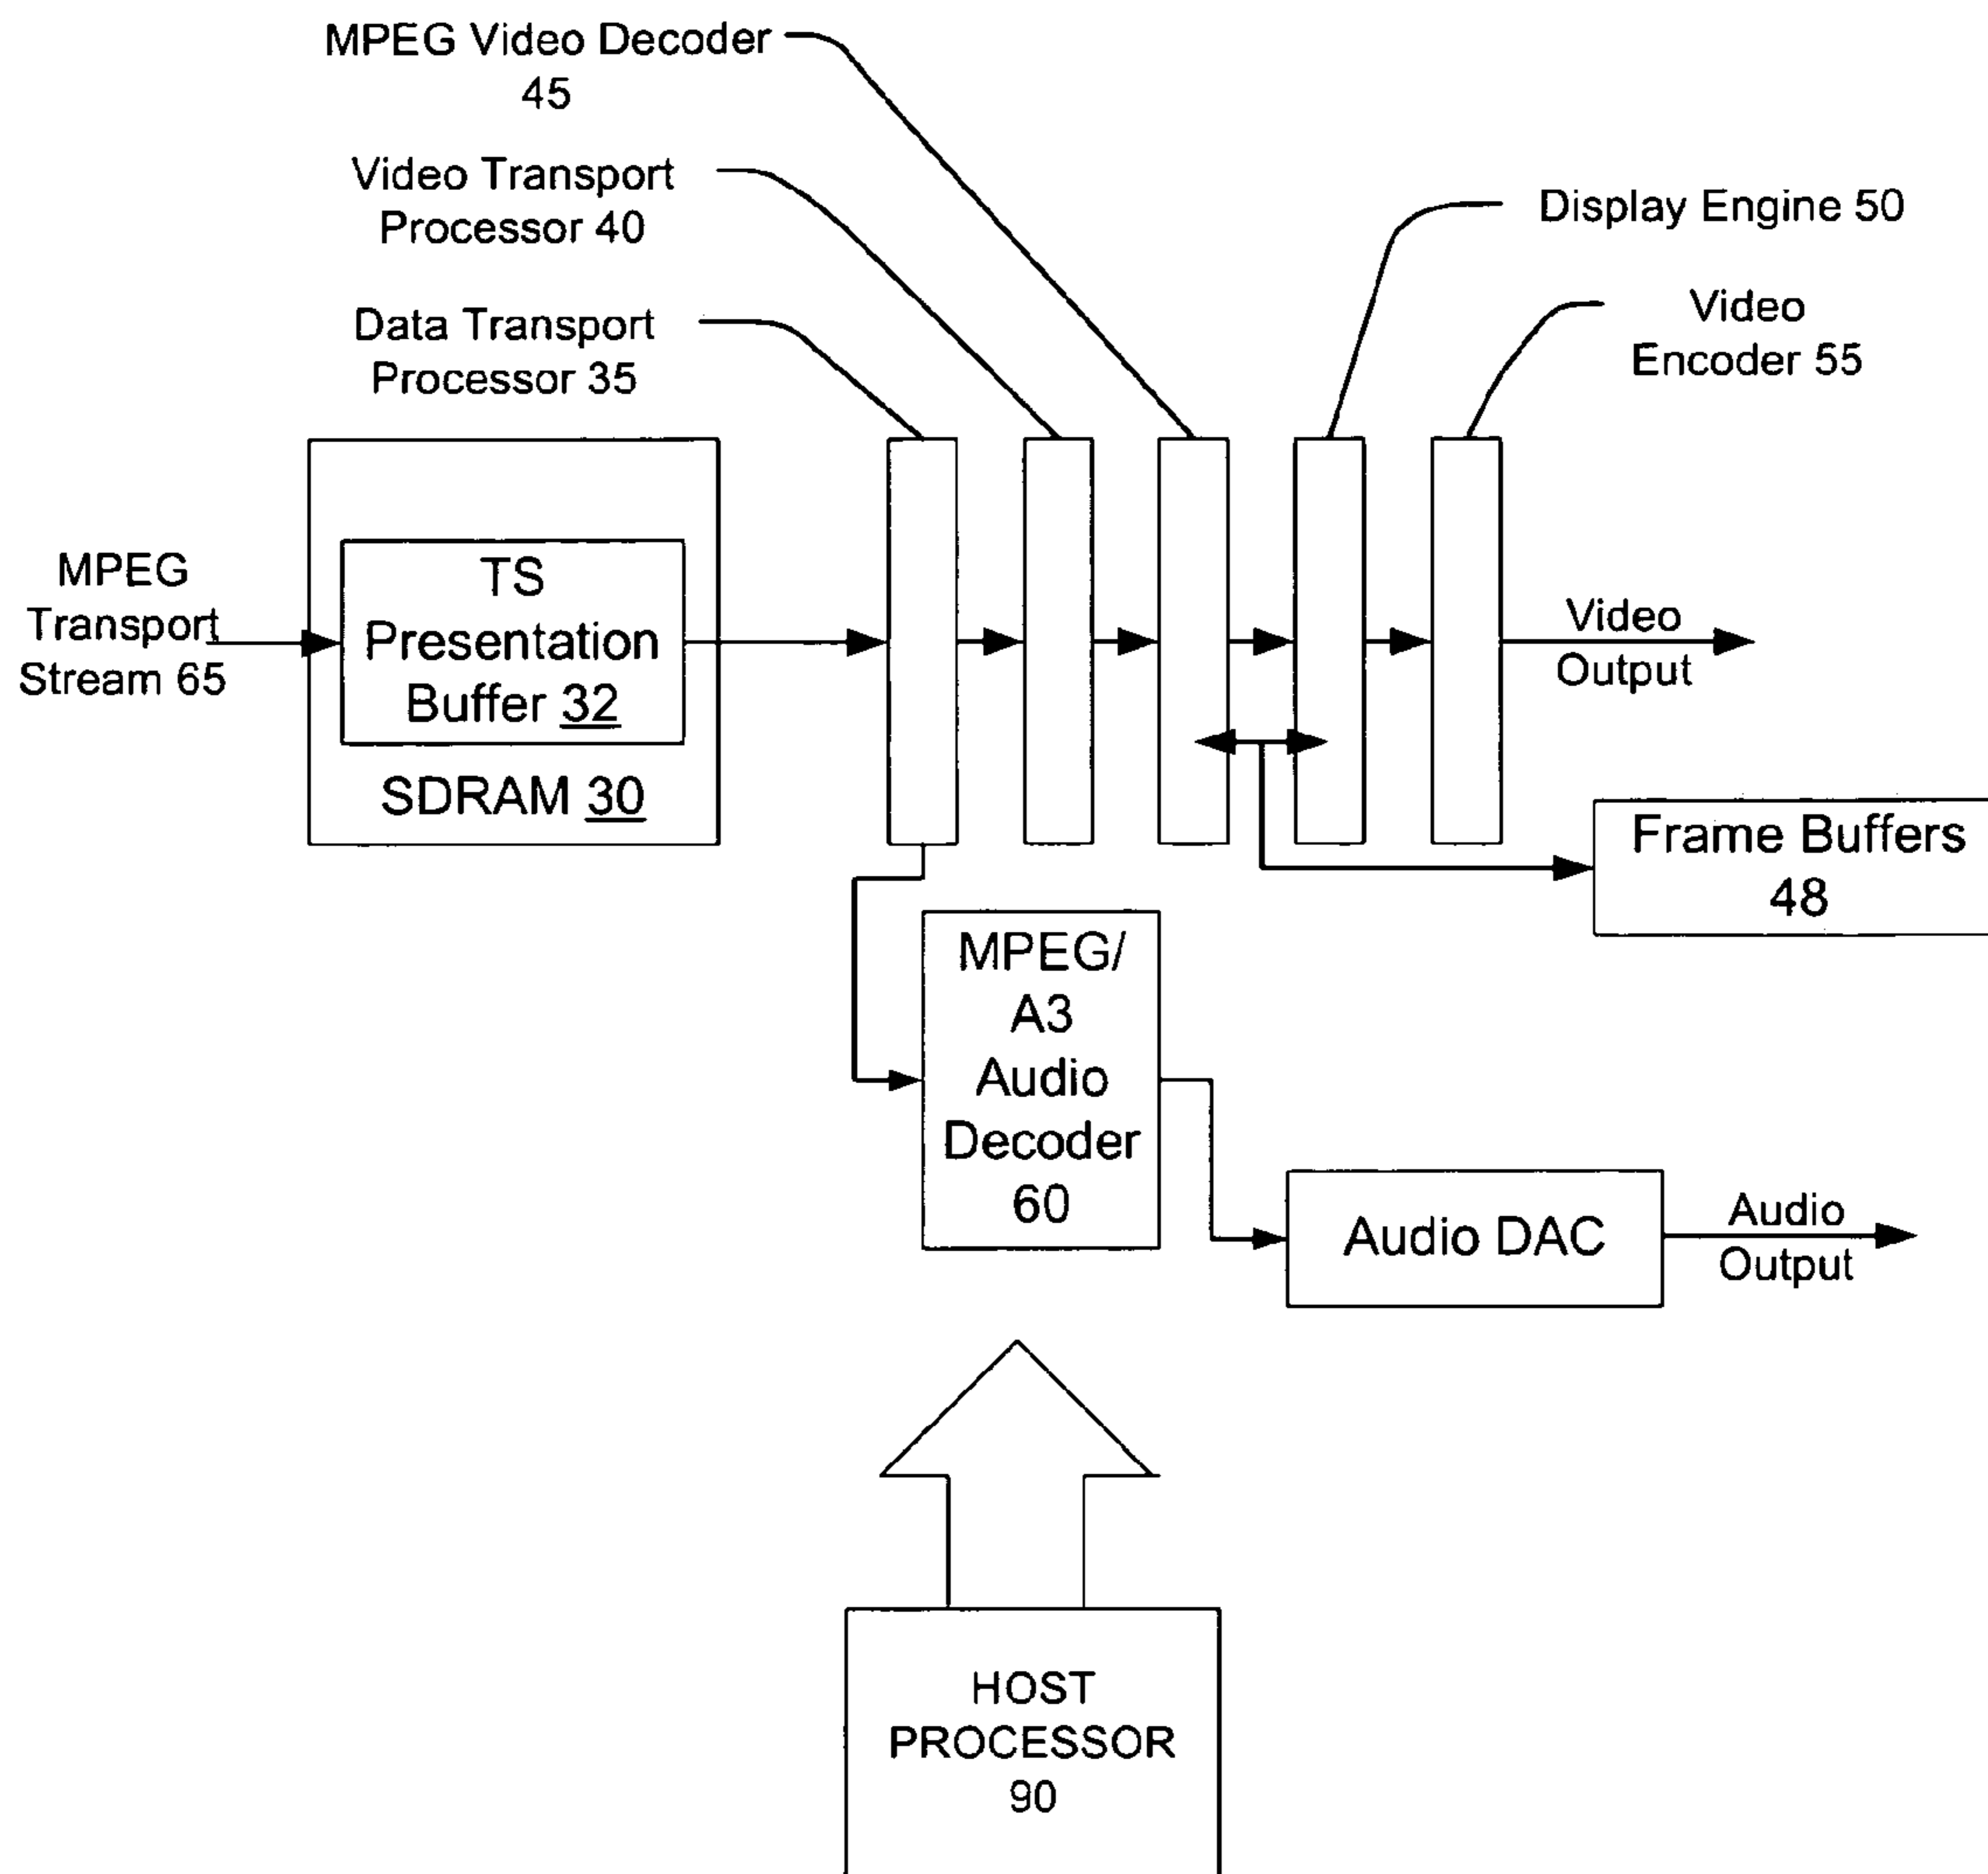 MPEG Video Decoder
45
Video Transport
Processor 40
Data Transport
Processor 35
Display Engine 50
Video
Encoder 55
MPEG
Transport
Stream 65
TS
Presentation
Buffer 32
SDRAM 30
Video
Output
Frame Buffers
48
MPEG/
A3
Audio
Decoder
60
Audio DAC
Audio
Output
HOST
PROCESSOR
90